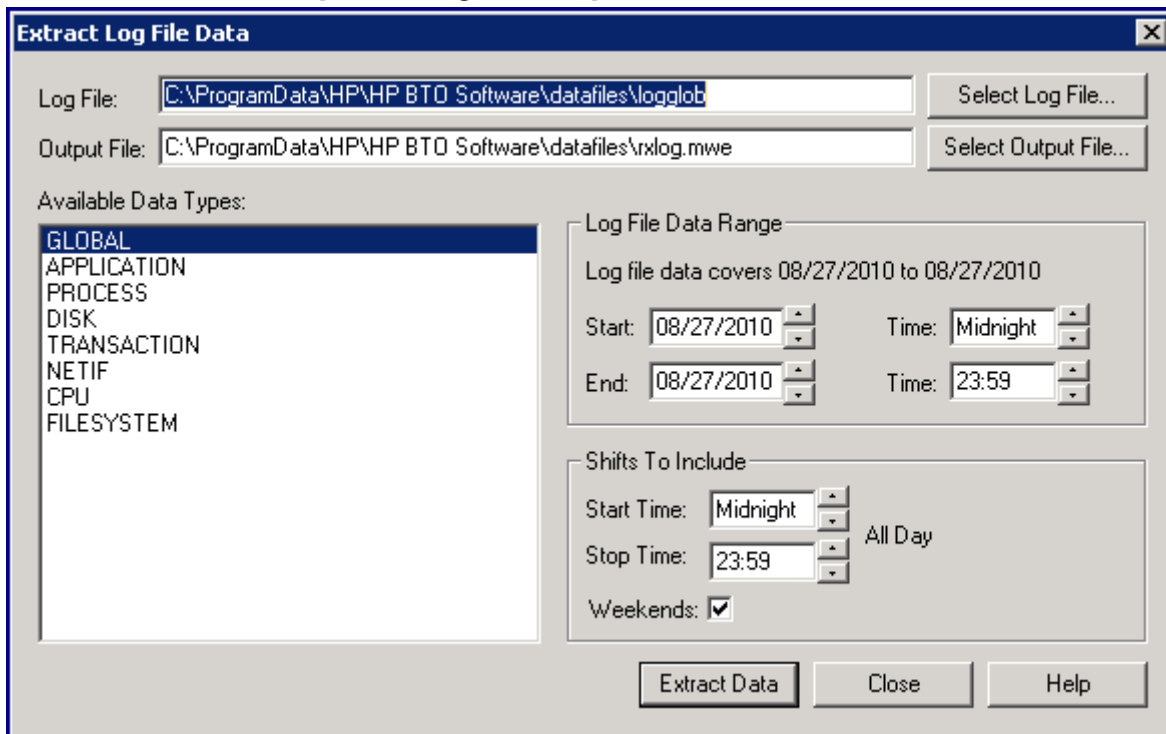 Extract Log File Data
Log File: C:\ProgramData\HP\HP BTO Software\datafiles\logglob Select Log File...
Output File: C:\ProgramData\HP\HP BTO Software\datafiles\rxlog.mwe Select Output File...
Available Data Types:
GLOBAL
APPLICATION
PROCESS
DISK
TRANSACTION
NETIF
CPU
FILESYSTEM
Log File Data Range
Log file data covers 08/27/2010 to 08/27/2010
Start: 08/27/2010 Time: Midnight
End: 08/27/2010 Time: 23:59
Shifts To Include
Start Time: Midnight
All Day
Stop Time: 23:59
Weekends:
Extract Data Close Help